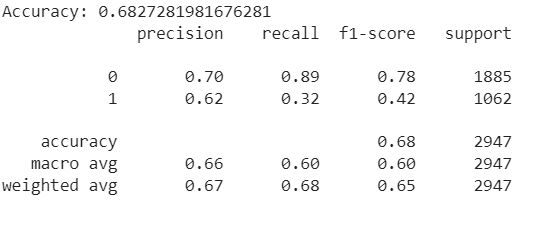 Accuracy: 0.6827281981676281
precision recall f1-score support
0 0.70 0.89 0.78 1885
1 0.62 0.32 0.42 1062
accuracy 0.68 2947
macro avg 0.66 0.60 0.60 2947
weighted avg 0.67 0.68 0.65 2947